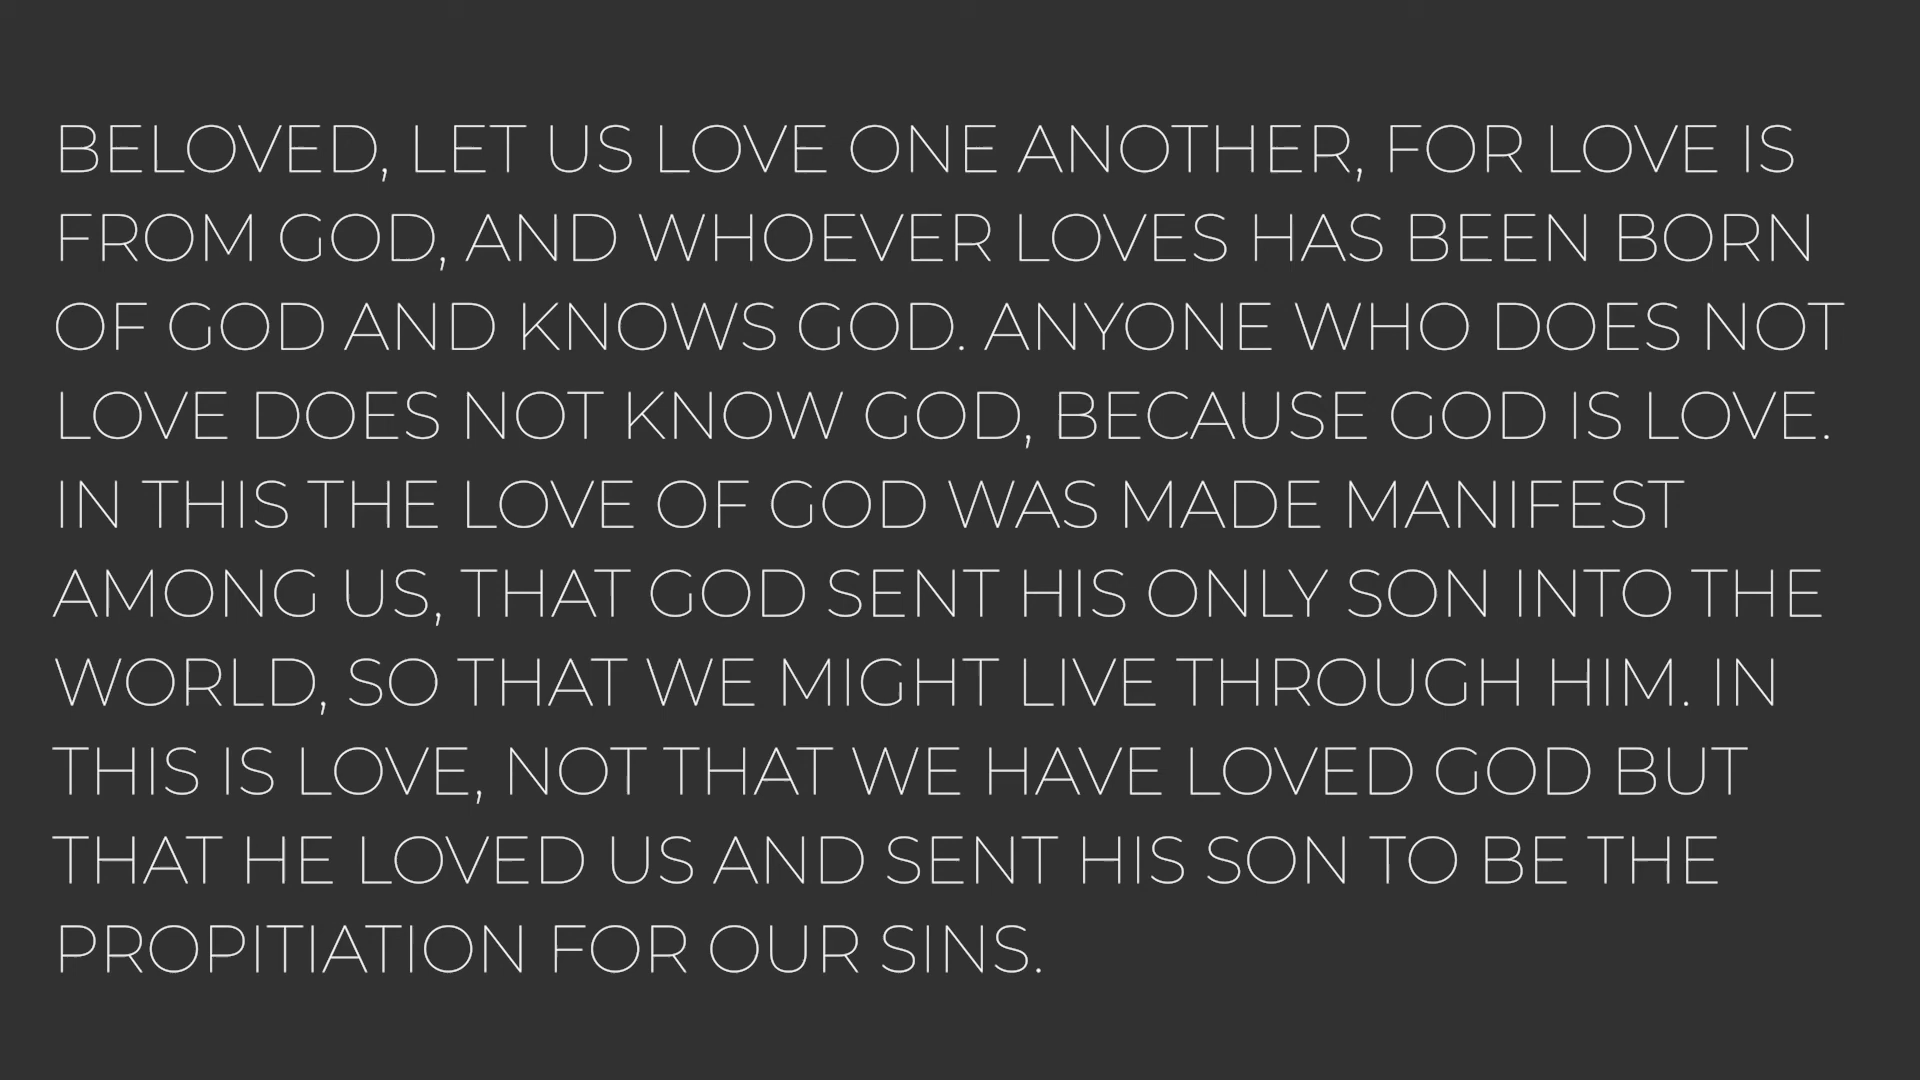 BELOVED, LET US LOVE ONE ANOTHER, FOR LOVE IS
FROM GOD, AND WHOEVER LOVES HAS BEEN BORN
OF GOD AND KNOWS GOD. ANYONE WHO DOES NOT
LOVE DOES NOT KNOW GOD, BECAUSE GOD IS LOVE.
IN THIS THE LOVE OF GOD WAS MADE MANIFEST
AMONG US, THAT GOD SENT HIS ONLY SON INTO THE
WORLD, SO THAT WE MIGHT LIVE THROUGH HIM. IN
THIS IS LOVE, NOT THAT WE HAVE LOVED GOD BUT
THAT HE LOVED US AND SENT HIS SON TO BE THE
PROPITIATION FOR OUR SINS.